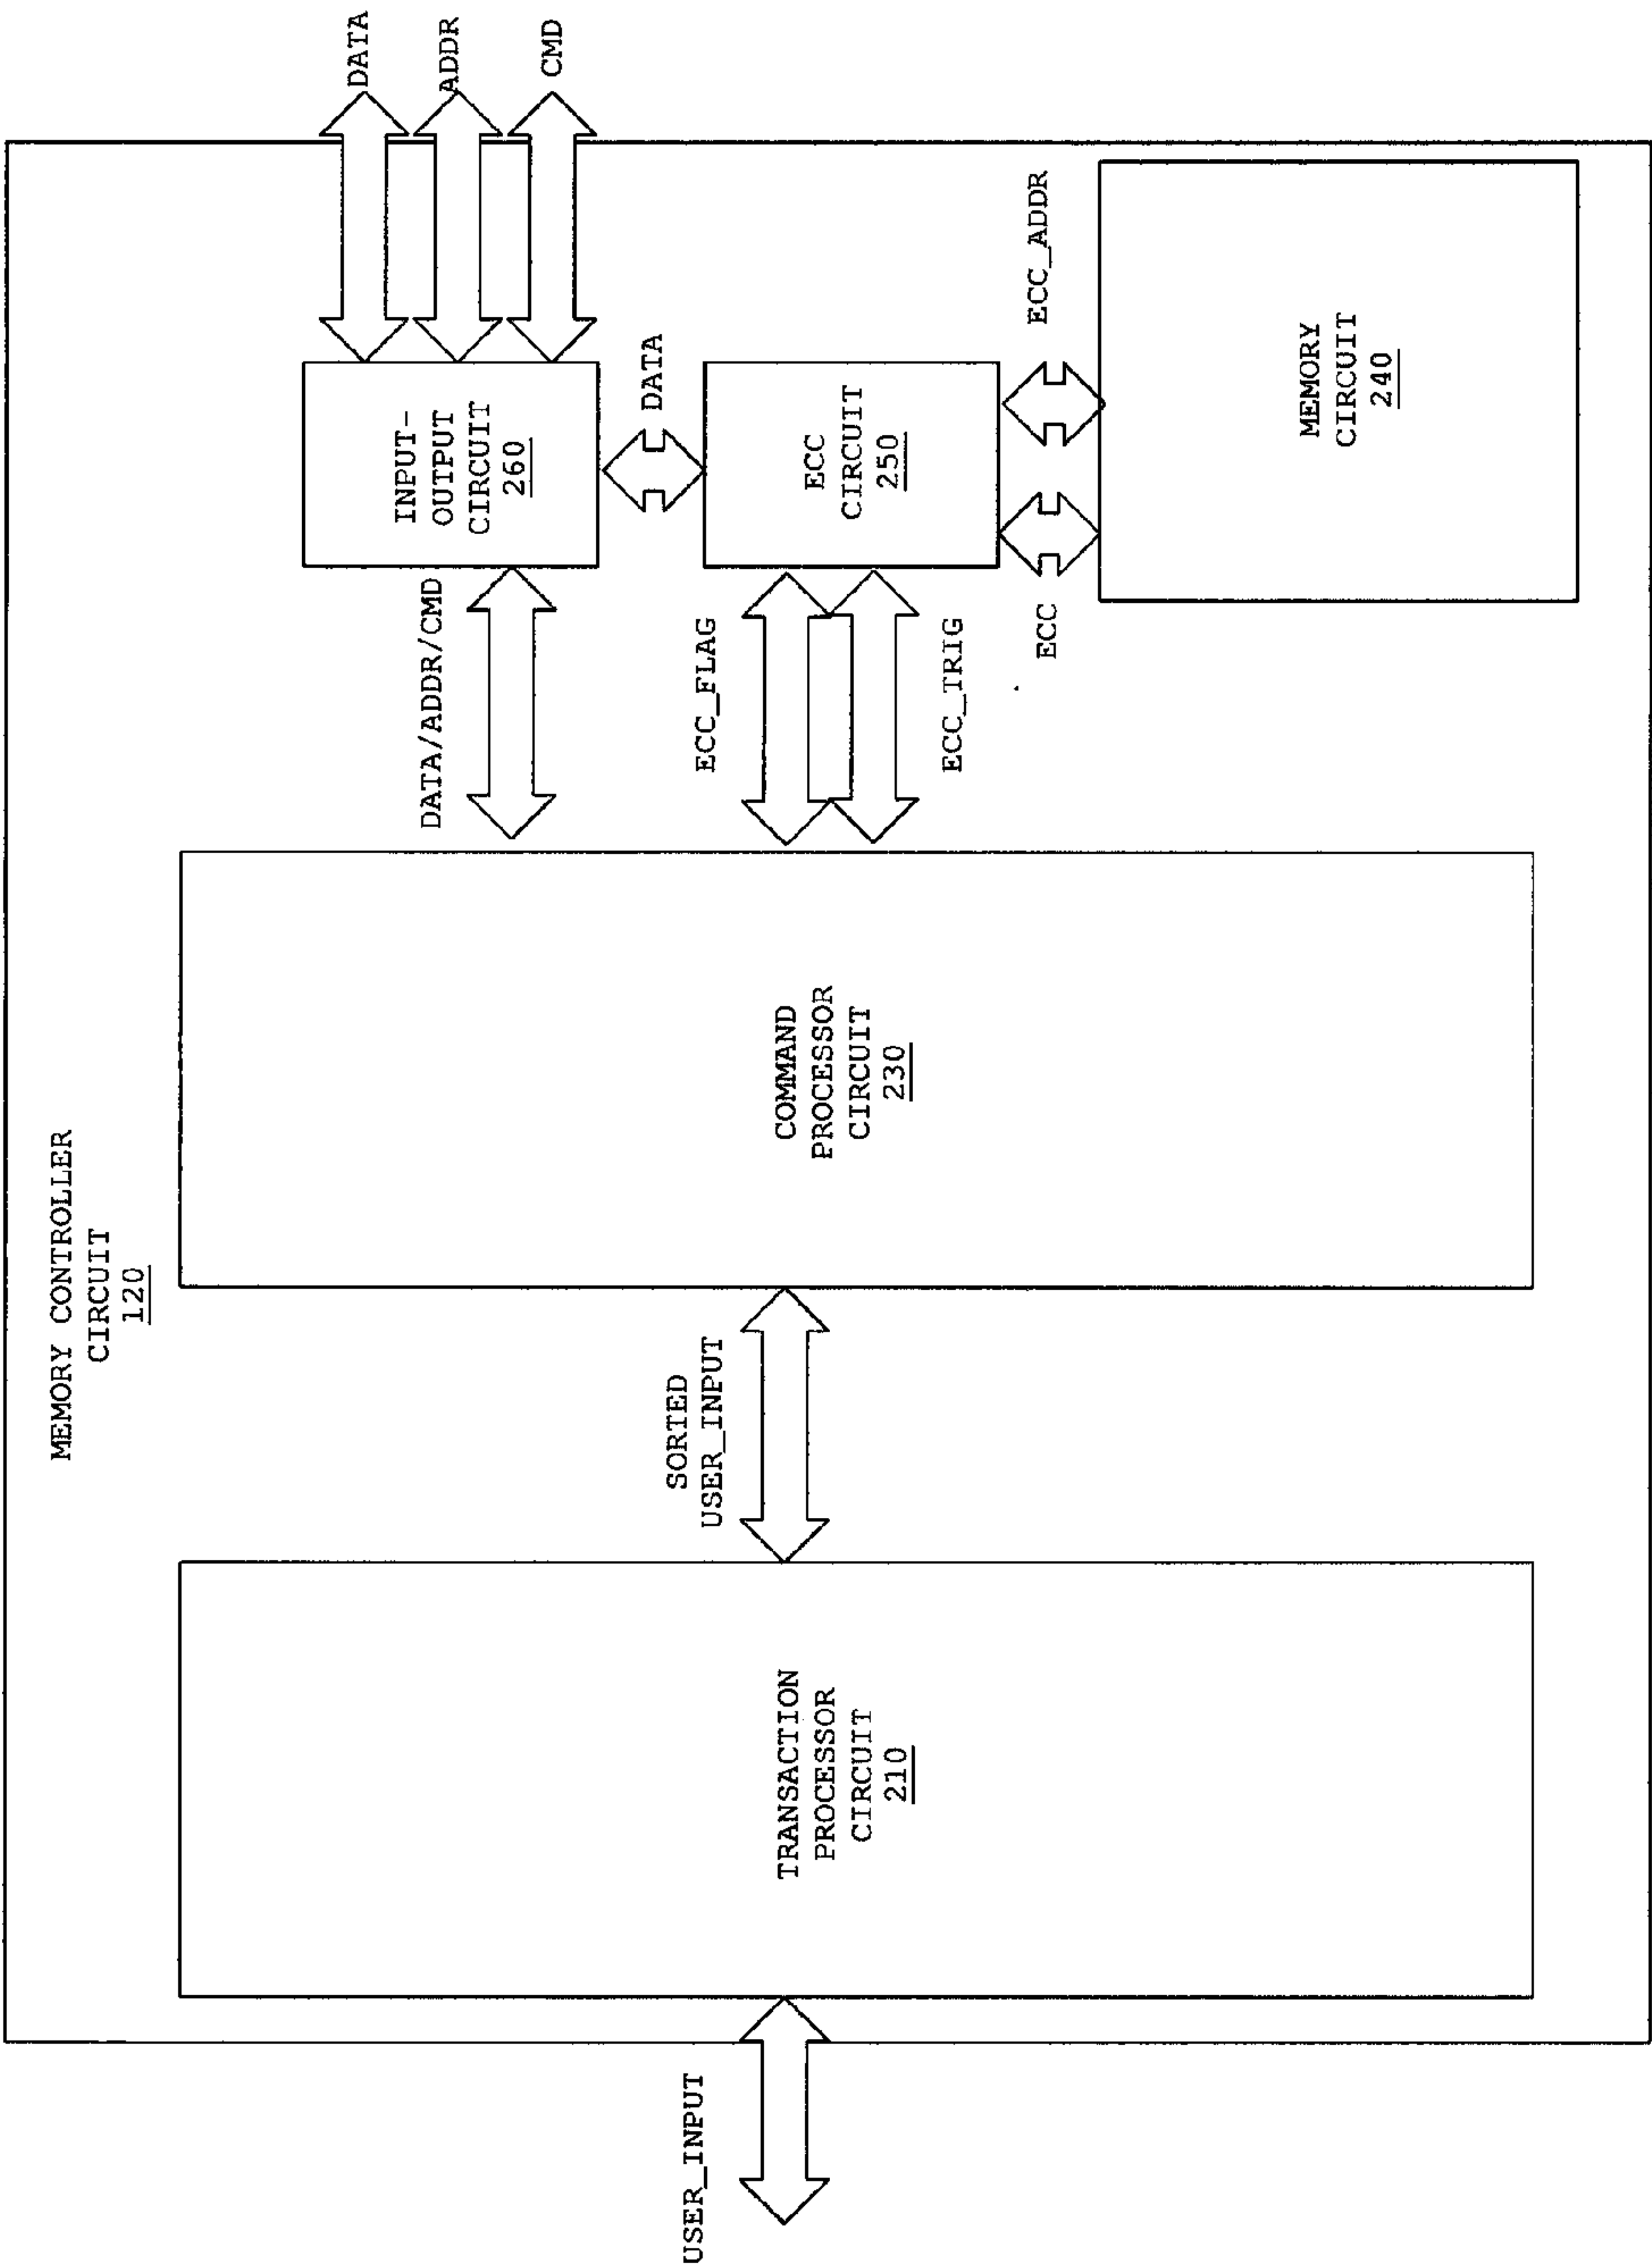 MEMORY CONTROLLER
CIRCUIT
120
USER_INPUT
TRANSACTION
PROCESSOR
CIRCUIT
210
SORTED
USER_INPUT
COMMAND
PROCESSOR
CIRCUIT
230
DATA/ADDR/CMD
ECC_FLAG
ECC_TRIG
INPUT-
OUTPUT
CIRCUIT
260
DATA
ADDR
CMD
DATA
ECC
CIRCUIT
250
ECC
ECC_ADDR
MEMORY
CIRCUIT
240